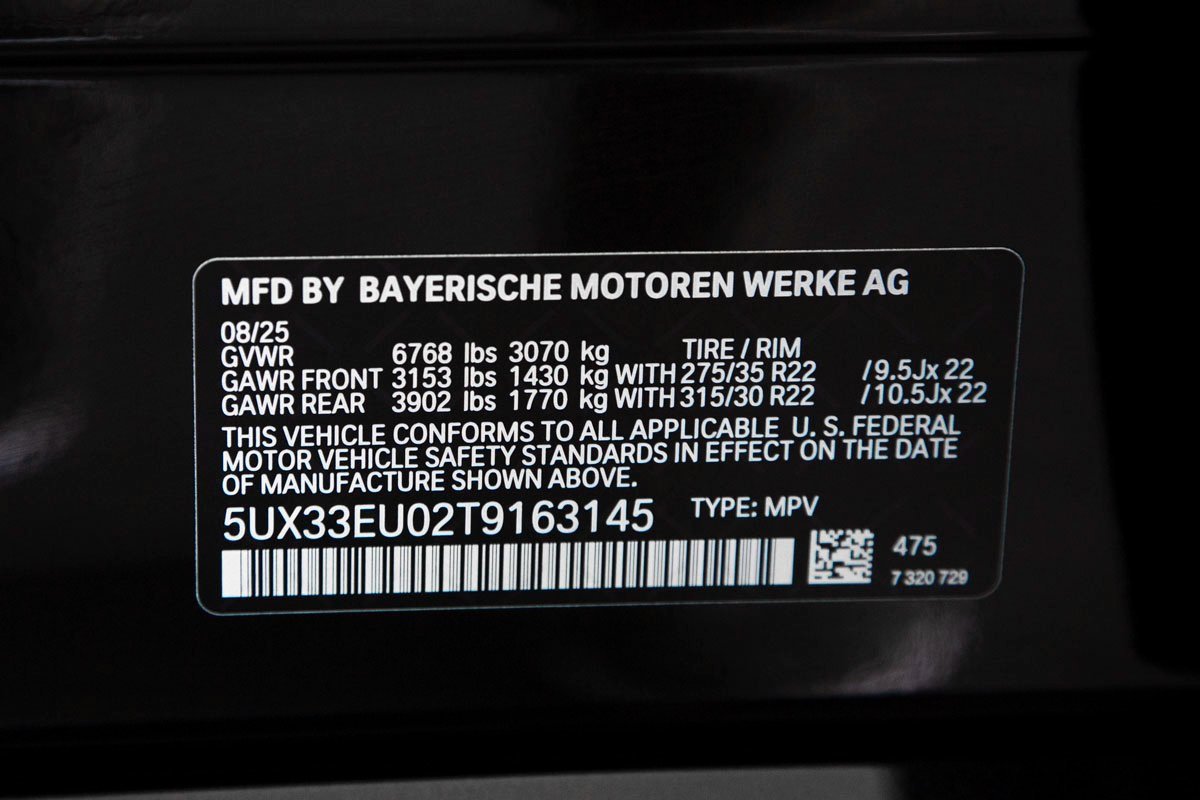 MFD BY BAYERISCHE MOTOREN WERKE AG
08/25
GVWR 6768 lbs 3070 kg TIRE / RIM
GAWR FRONT 3153 lbs 1430 kg WITH 275/35 R22 /9.5Jx 22
GAWR REAR 3902 lbs 1770 kg WITH 315/30 R22 /10.5Jx 22
THIS VEHICLE CONFORMS TO ALL APPLICABLE U. S. FEDERAL
MOTOR VEHICLE SAFETY STANDARDS IN EFFECT ON THE DATE
OF MANUFACTURE SHOWN ABOVE.
5UX33EU02T9163145 TYPE: MPV
475
7 320 729